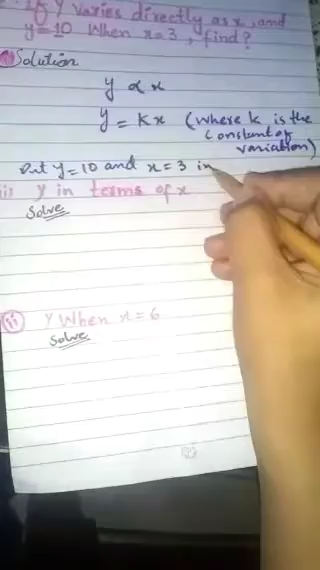 If y varies directly as x, and
y=10 when x=3, find?
① Solution
y ∝ x
y = Kx (where k is the
constant of
variation)
Put y=10 and x=3 in
i) y in terms of x
Solve
ii y when x=6
Solve